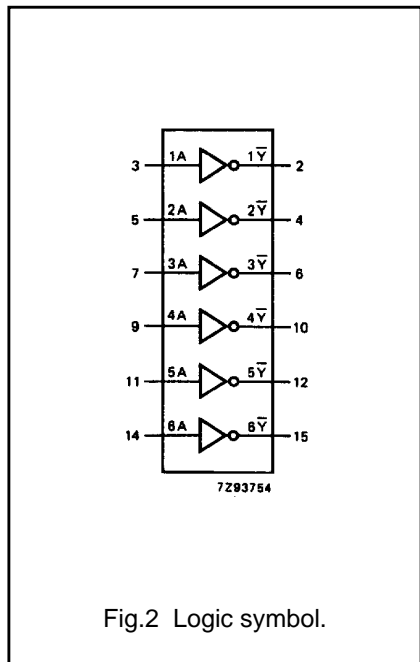 3 1A 1Y̅ 2
5 2A 2Y̅ 4
7 3A 3Y̅ 6
9 4A 4Y̅ 10
11 5A 5Y̅ 12
14 6A 6Y̅ 15
7Z93754
Fig.2 Logic symbol.